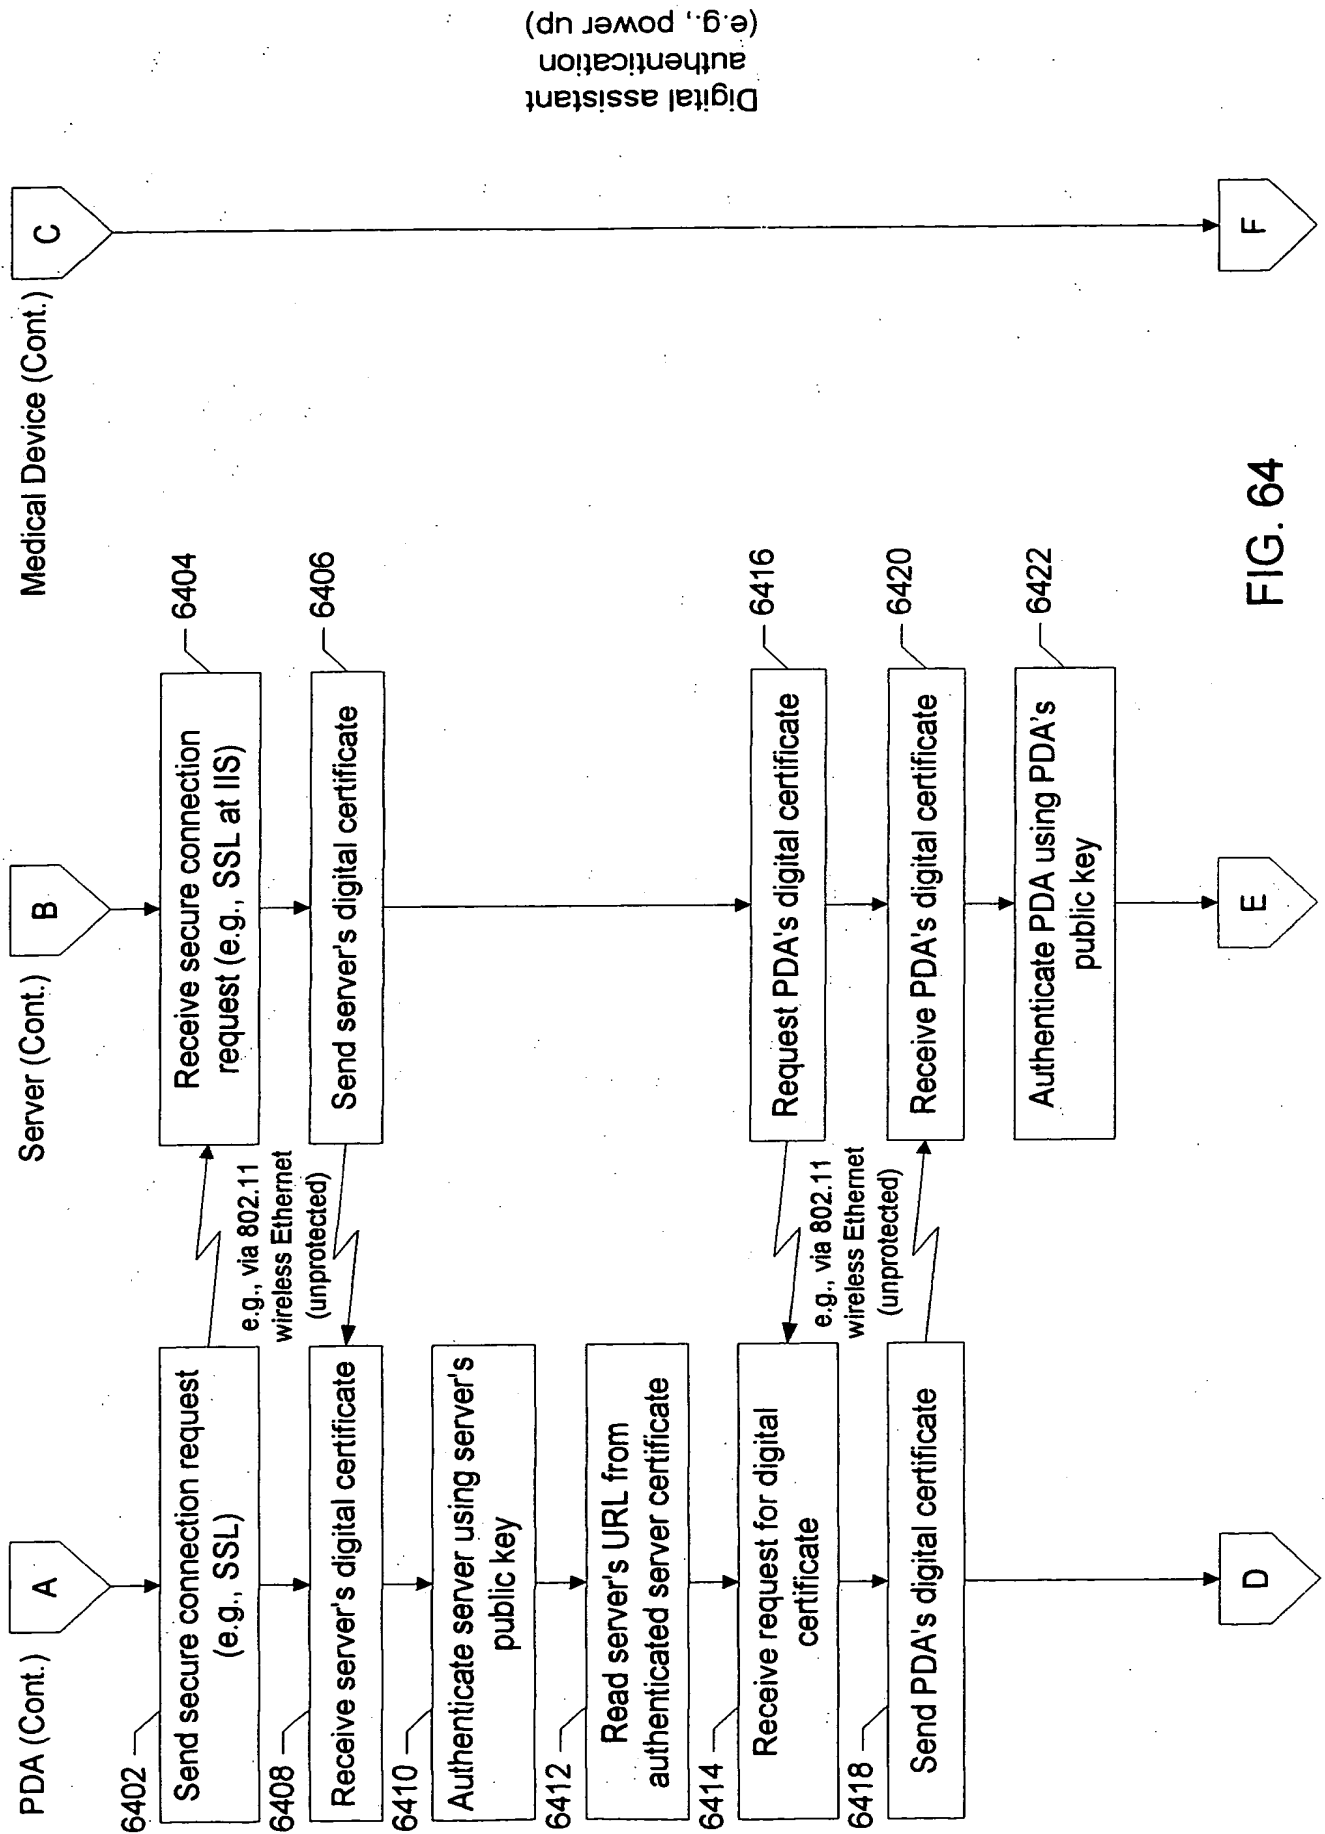 PDA (Cont.)
A
6402
Send secure connection request
(e.g., SSL)
6408
Receive server's digital certificate
6410
Authenticate server using server's
public key
6412
Read server's URL from
authenticated server certificate
6414
Receive request for digital
certificate
6418
Send PDA's digital certificate
D
e.g., via 802.11
wireless Ethernet
(unprotected)
e.g., via 802.11
wireless Ethernet
(unprotected)
Server (Cont.)
B
Receive secure connection
request (e.g., SSL at IIS)
6404
Send server's digital certificate
6406
Request PDA's digital certificate
6416
Receive PDA's digital certificate
6420
Authenticate PDA using PDA's
public key
6422
E
Medical Device (Cont.)
C
F
Digital assistant
authentication
(e.g., power up)
FIG. 64